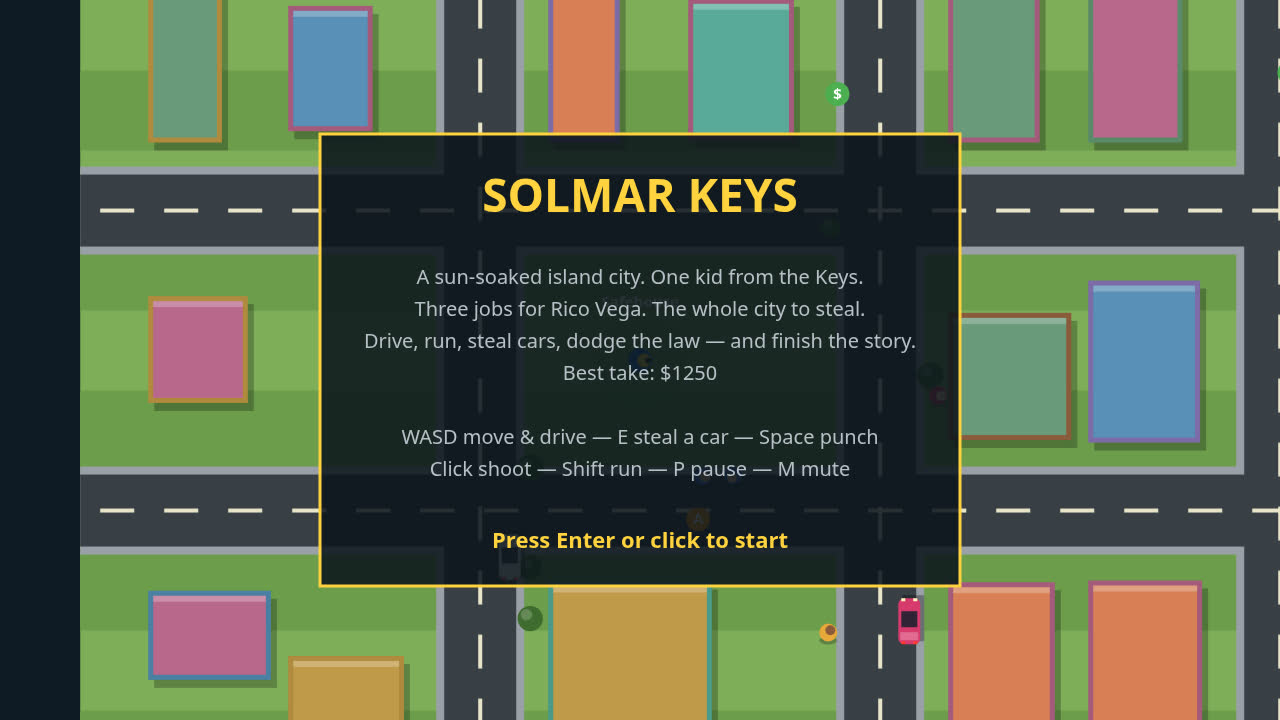 $
SOLMAR KEYS
A sun-soaked island city. One kid from the Keys.
Three jobs for Rico Vega. The whole city to steal.
Drive, run, steal cars, dodge the law — and finish the story.
Best take: $1250
WASD move & drive — E steal a car — Space punch
Click shoot — Shift run — P pause — M mute
A
Press Enter or click to start